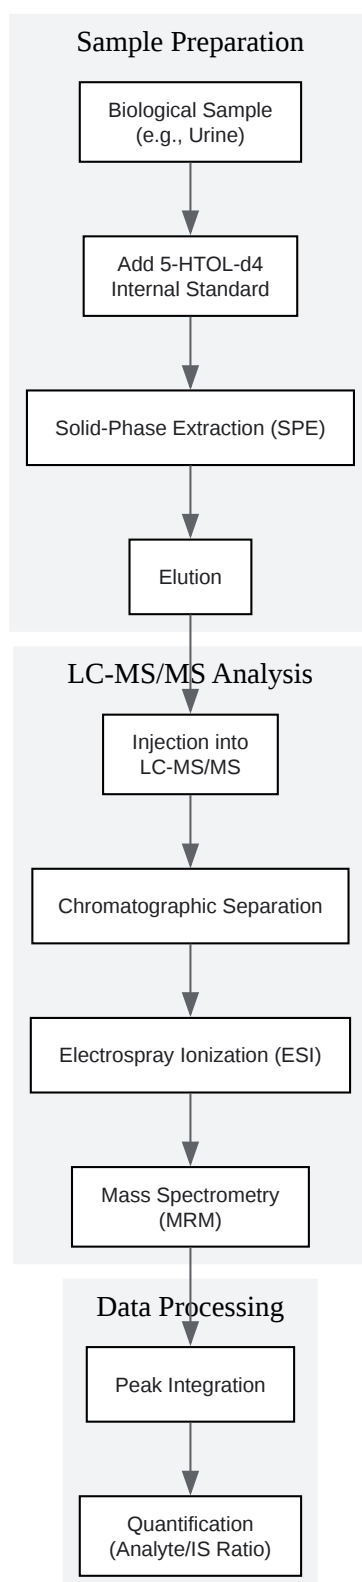 Sample Preparation
Biological Sample
(e.g., Urine)
Add 5-HTOL-d4
Internal Standard
Solid-Phase Extraction (SPE)
Elution
LC-MS/MS Analysis
Injection into
LC-MS/MS
Chromatographic Separation
Electrospray Ionization (ESI)
Mass Spectrometry
(MRM)
Data Processing
Peak Integration
Quantification
(Analyte/IS Ratio)